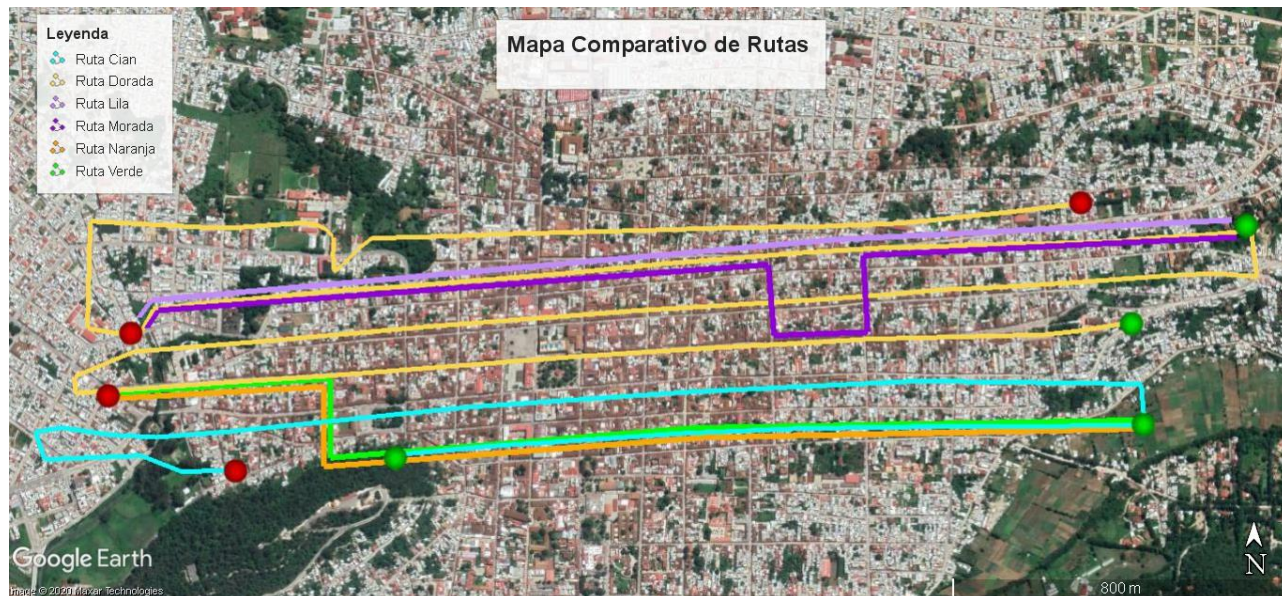 Leyenda
Ruta Cian
Ruta Dorada
Ruta Lila
Ruta Morada
Ruta Naranja
Ruta Verde
Mapa Comparativo de Rutas
Google Earth
Image © 2020 Maxar Technologies
800 m
N